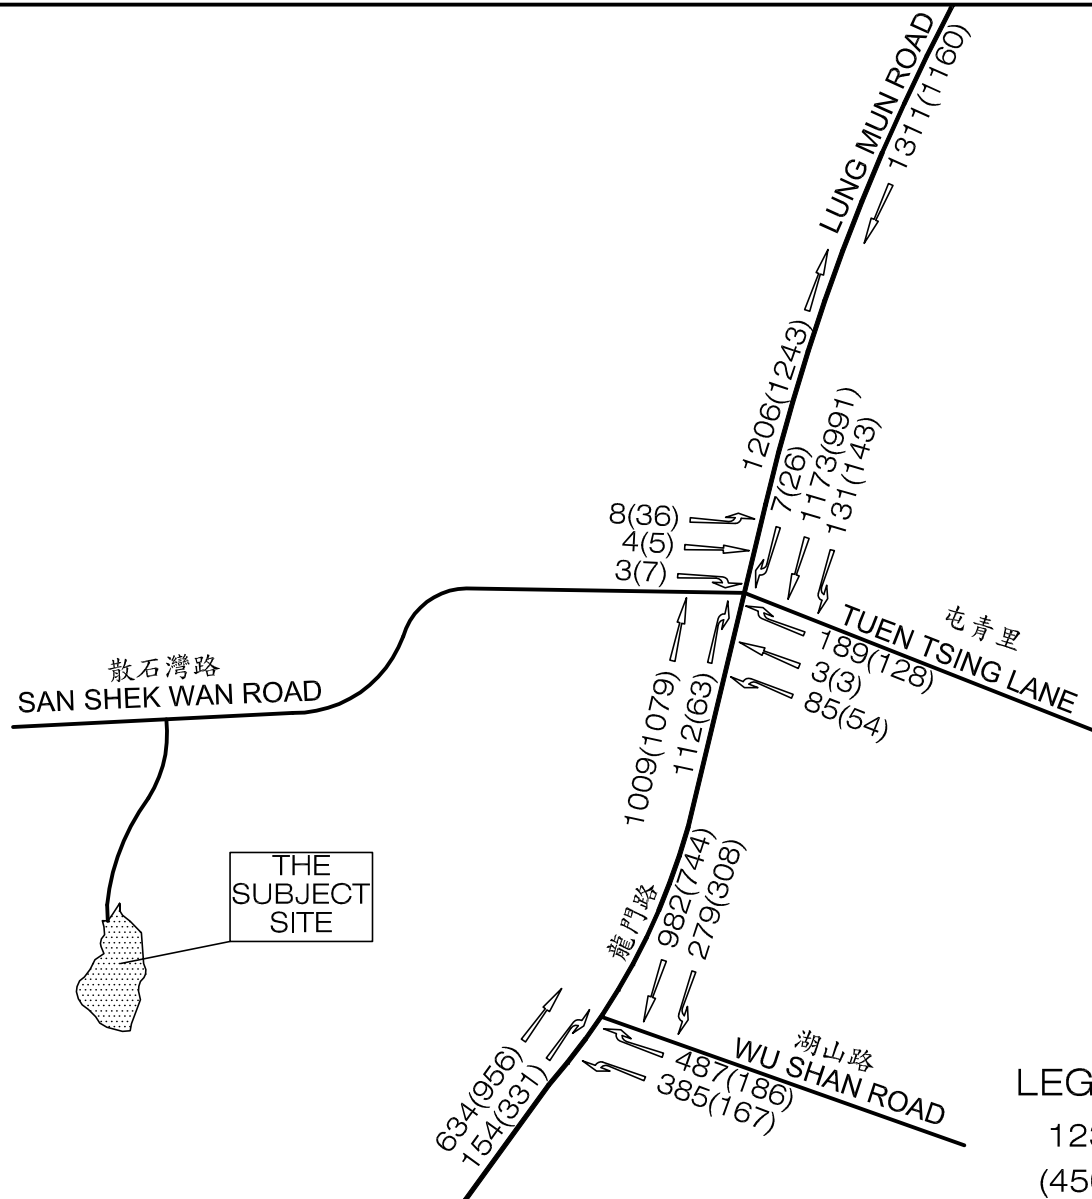 LUNG MUN ROAD
1311(1160)
1206(1243)
7(26)
1173(991)
131(143)
8(36)
4(5)
3(7)
屯青里
TUEN TSING LANE
189(128)
3(3)
85(54)
散石灣路
SAN SHEK WAN ROAD
1009(1079)
112(63)
THE
SUBJECT
SITE
龍門路
982(744)
279(308)
湖山路
WU SHAN ROAD
487(186)
385(167)
634(956)
154(331)